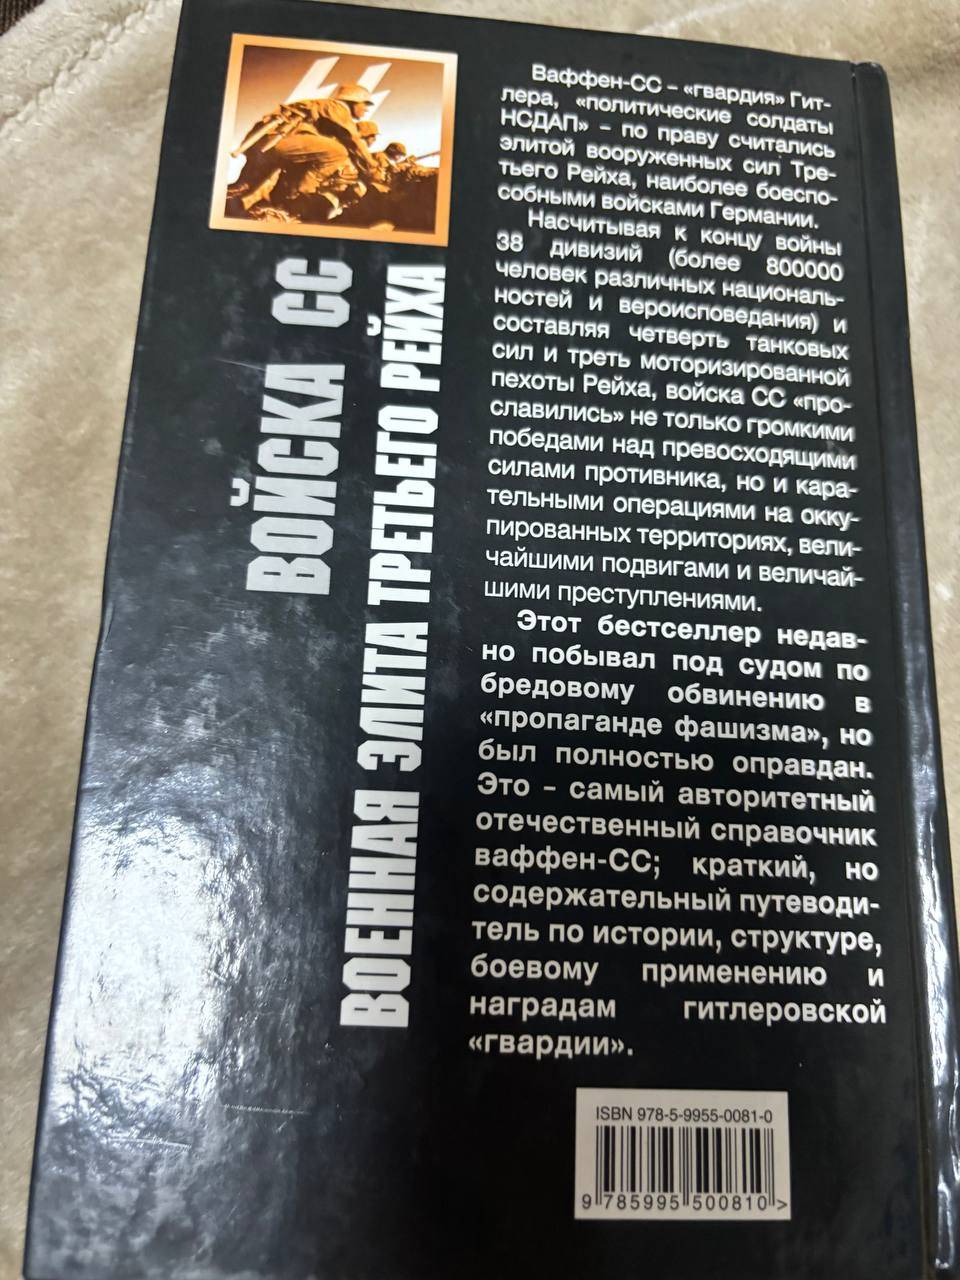 Ваффен-СС – «гвардия» Гит-
лера, «политические солдаты
НСДАП» – по праву считались
элитой вооруженных сил Тре-
тьего Рейха, наиболее боеспо-
собными войсками Германии.
Насчитывая к концу войны
38 дивизий (более 800000
человек различных националь-
ностей и вероисповедания) и
составляя четверть танковых
сил и треть моторизированной
пехоты Рейха, войска СС «про-
славились» не только громкими
победами над превосходящими
силами противника, но и кара-
тельными операциями на окку-
пированных территориях, вели-
чайшими подвигами и величай-
шими преступлениями.
Этот бестселлер недав-
но побывал под судом по
бредовому обвинению в
«пропаганде фашизма», но
был полностью оправдан.
Это – самый авторитетный
отечественный справочник
ваффен-СС; краткий, но
содержательный путеводи-
тель по истории, структуре,
боевому применению и
наградам гитлеровской
«гвардии».
ВОЙСКА СС
ВОЕННАЯ ЭЛИТА ТРЕТЬЕГО РЕЙХА
ISBN 978-5-9955-0081-0
9 785995 500810 >